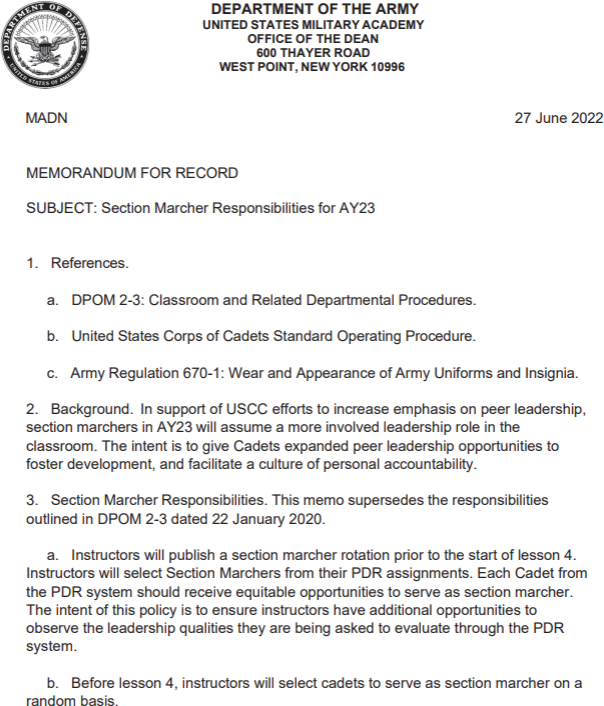 DEPARTMENT OF DEFENSE
UNITED STATES OF AMERICA
DEPARTMENT OF THE ARMY
UNITED STATES MILITARY ACADEMY
OFFICE OF THE DEAN
600 THAYER ROAD
WEST POINT, NEW YORK 10996
MADN 27 June 2022
MEMORANDUM FOR RECORD
SUBJECT: Section Marcher Responsibilities for AY23
1. References.
a. DPOM 2-3: Classroom and Related Departmental Procedures.
b. United States Corps of Cadets Standard Operating Procedure.
c. Army Regulation 670-1: Wear and Appearance of Army Uniforms and Insignia.
2. Background. In support of USCC efforts to increase emphasis on peer leadership,
section marchers in AY23 will assume a more involved leadership role in the
classroom. The intent is to give Cadets expanded peer leadership opportunities to
foster development, and facilitate a culture of personal accountability.
3. Section Marcher Responsibilities. This memo supersedes the responsibilities
outlined in DPOM 2-3 dated 22 January 2020.
a. Instructors will publish a section marcher rotation prior to the start of lesson 4.
Instructors will select Section Marchers from their PDR assignments. Each Cadet from
the PDR system should receive equitable opportunities to serve as section marcher.
The intent of this policy is to ensure instructors have additional opportunities to
observe the leadership qualities they are being asked to evaluate through the PDR
system.
b. Before lesson 4, instructors will select cadets to serve as section marcher on a
random basis.